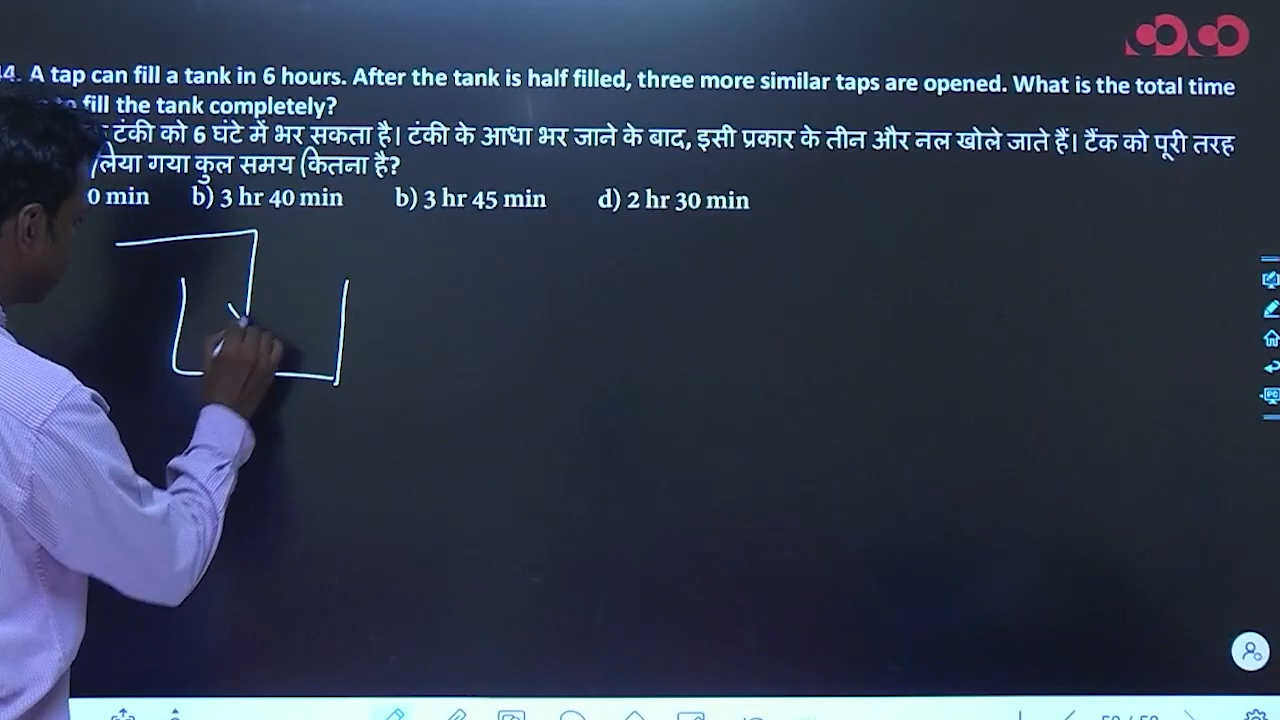 4. A tap can fill a tank in 6 hours. After the tank is half filled, three more similar taps are opened. What is the total time
to fill the tank completely?
टंकी को 6 घंटे में भर सकता है। टंकी के आधा भर जाने के बाद, इसी प्रकार के तीन और नल खोले जाते हैं। टैंक को पूरी तरह
लिया गया कुल समय कितना है?
0 min b) 3 hr 40 min b) 3 hr 45 min d) 2 hr 30 min